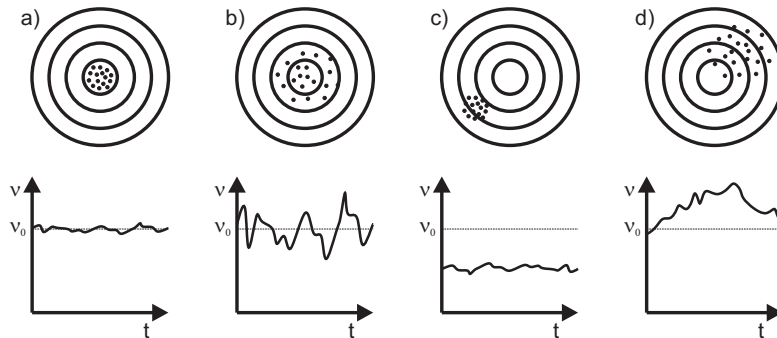 a) b) c) d)
ν ν ν ν
ν₀ ν₀ ν₀ ν₀
t t t t